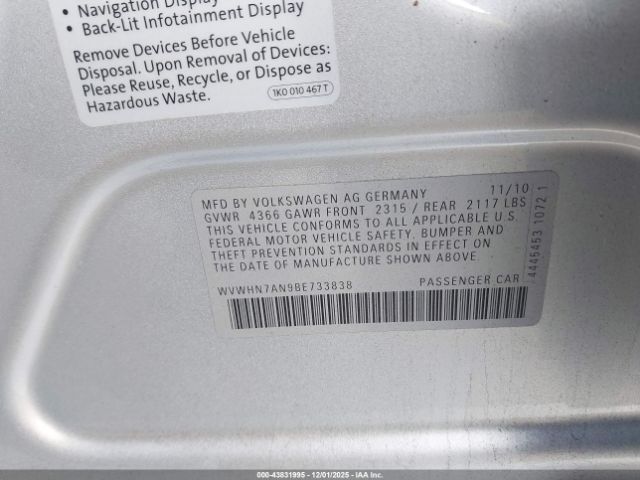 • Navigation Display
• Back-Lit Infotainment Display
Remove Devices Before Vehicle
Disposal. Upon Removal of Devices:
Please Reuse, Recycle, or Dispose as
Hazardous Waste.
1K0 010 467 T
MFD BY VOLKSWAGEN AG GERMANY 11/10
GVWR 4366 GAWR FRONT 2315 / REAR 2117 LBS
THIS VEHICLE CONFORMS TO ALL APPLICABLE U.S.
FEDERAL MOTOR VEHICLE SAFETY, BUMPER AND
THEFT PREVENTION STANDARDS IN EFFECT ON THE
DATE OF MANUFACTURE SHOWN ABOVE.
WVWHN7AN9BE733838 PASSENGER CAR
4445453 1072 1
000-43831995 - 12/01/2025 - IAAI, Inc.